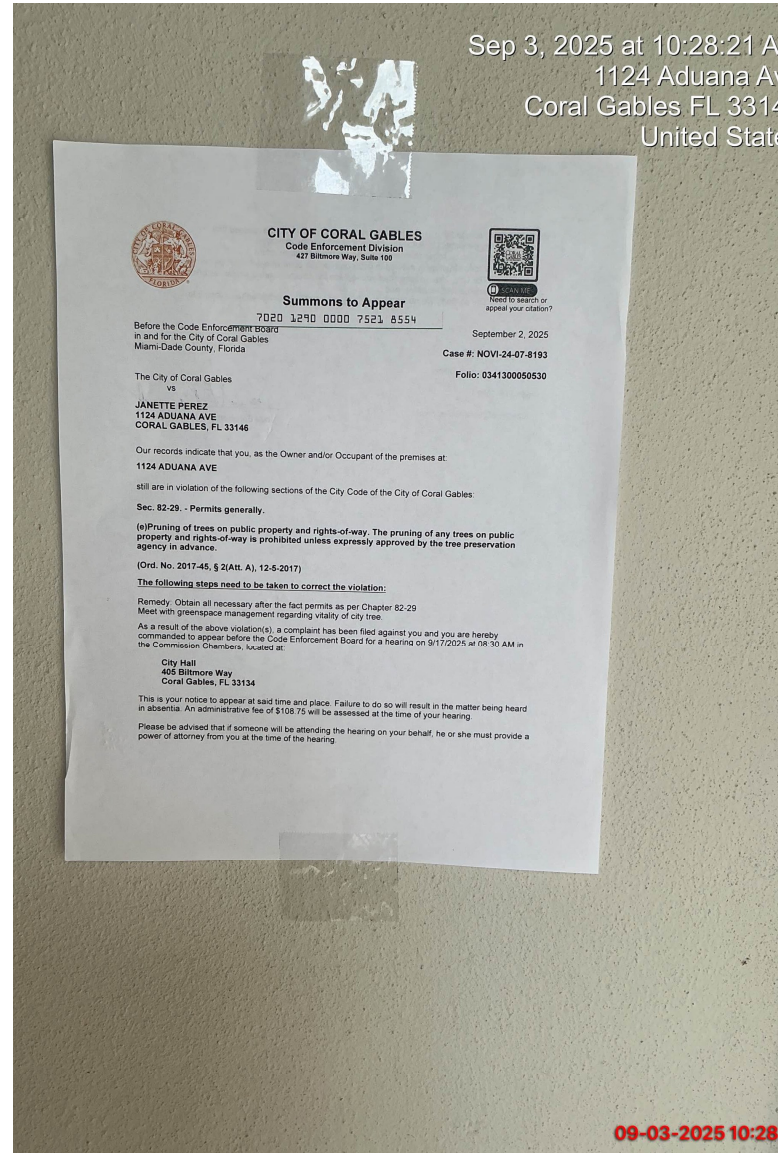 Sep 3, 2025 at 10:28:21 A
1124 Aduana Av
Coral Gables FL 3314
United State
CITY OF CORAL GABLES
FLORIDA
CITY OF CORAL GABLES
Code Enforcement Division
427 Biltmore Way, Suite 100
SCAN ME
Need to search or
appeal your citation?
Summons to Appear
7020 1290 0000 7521 8554
Before the Code Enforcement Board
in and for the City of Coral Gables
Miami-Dade County, Florida
September 2, 2025
Case #: NOVI-24-07-8193
Folio: 0341300050530
The City of Coral Gables
vs
JANETTE PEREZ
1124 ADUANA AVE
CORAL GABLES, FL 33146
Our records indicate that you, as the Owner and/or Occupant of the premises at:
1124 ADUANA AVE
still are in violation of the following sections of the City Code of the City of Coral Gables:
Sec. 82-29. - Permits generally.
(e)Pruning of trees on public property and rights-of-way. The pruning of any trees on public
property and rights-of-way is prohibited unless expressly approved by the tree preservation
agency in advance.
(Ord. No. 2017-45, § 2(Att. A), 12-5-2017)
The following steps need to be taken to correct the violation:
Remedy: Obtain all necessary after the fact permits as per Chapter 82-29
Meet with greenspace management regarding vitality of city tree.
As a result of the above violation(s), a complaint has been filed against you and you are hereby
commanded to appear before the Code Enforcement Board for a hearing on 9/17/2025 at 08:30 AM in
the Commission Chambers, located at:
City Hall
405 Biltmore Way
Coral Gables, FL 33134
This is your notice to appear at said time and place. Failure to do so will result in the matter being heard
in absentia. An administrative fee of $108.75 will be assessed at the time of your hearing.
Please be advised that if someone will be attending the hearing on your behalf, he or she must provide a
power of attorney from you at the time of the hearing.
09-03-2025 10:28